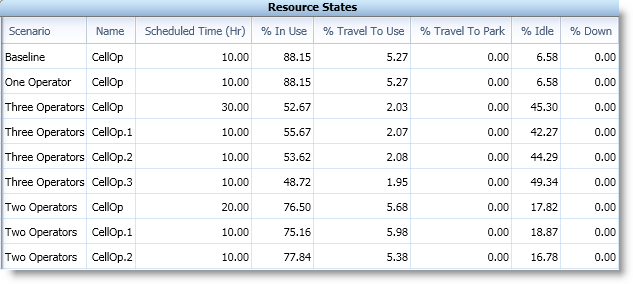 Resource States
Scenario Name Scheduled Time (Hr) % In Use % Travel To Use % Travel To Park % Idle % Down
Baseline CellOp 10.00 88.15 5.27 0.00 6.58 0.00
One Operator CellOp 10.00 88.15 5.27 0.00 6.58 0.00
Three Operators CellOp 30.00 52.67 2.03 0.00 45.30 0.00
Three Operators CellOp.1 10.00 55.67 2.07 0.00 42.27 0.00
Three Operators CellOp.2 10.00 53.62 2.08 0.00 44.29 0.00
Three Operators CellOp.3 10.00 48.72 1.95 0.00 49.34 0.00
Two Operators CellOp 20.00 76.50 5.68 0.00 17.82 0.00
Two Operators CellOp.1 10.00 75.16 5.98 0.00 18.87 0.00
Two Operators CellOp.2 10.00 77.84 5.38 0.00 16.78 0.00